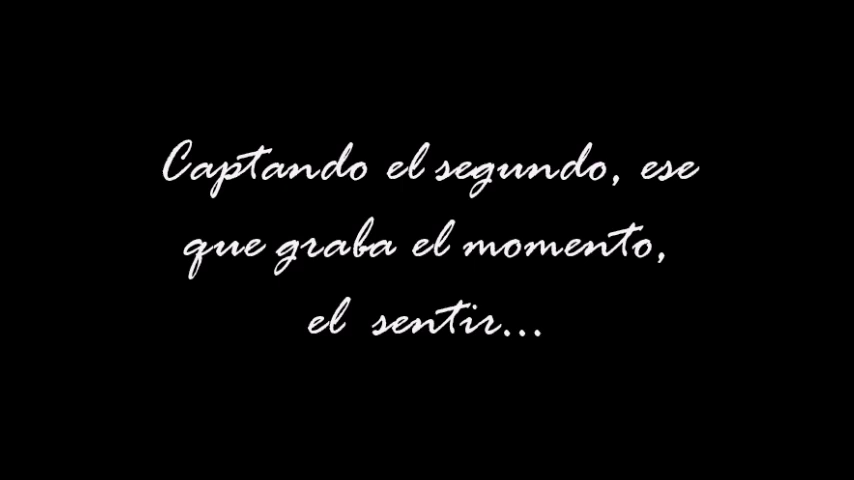 Captando el segundo, ese
que graba el momento,
el sentir...